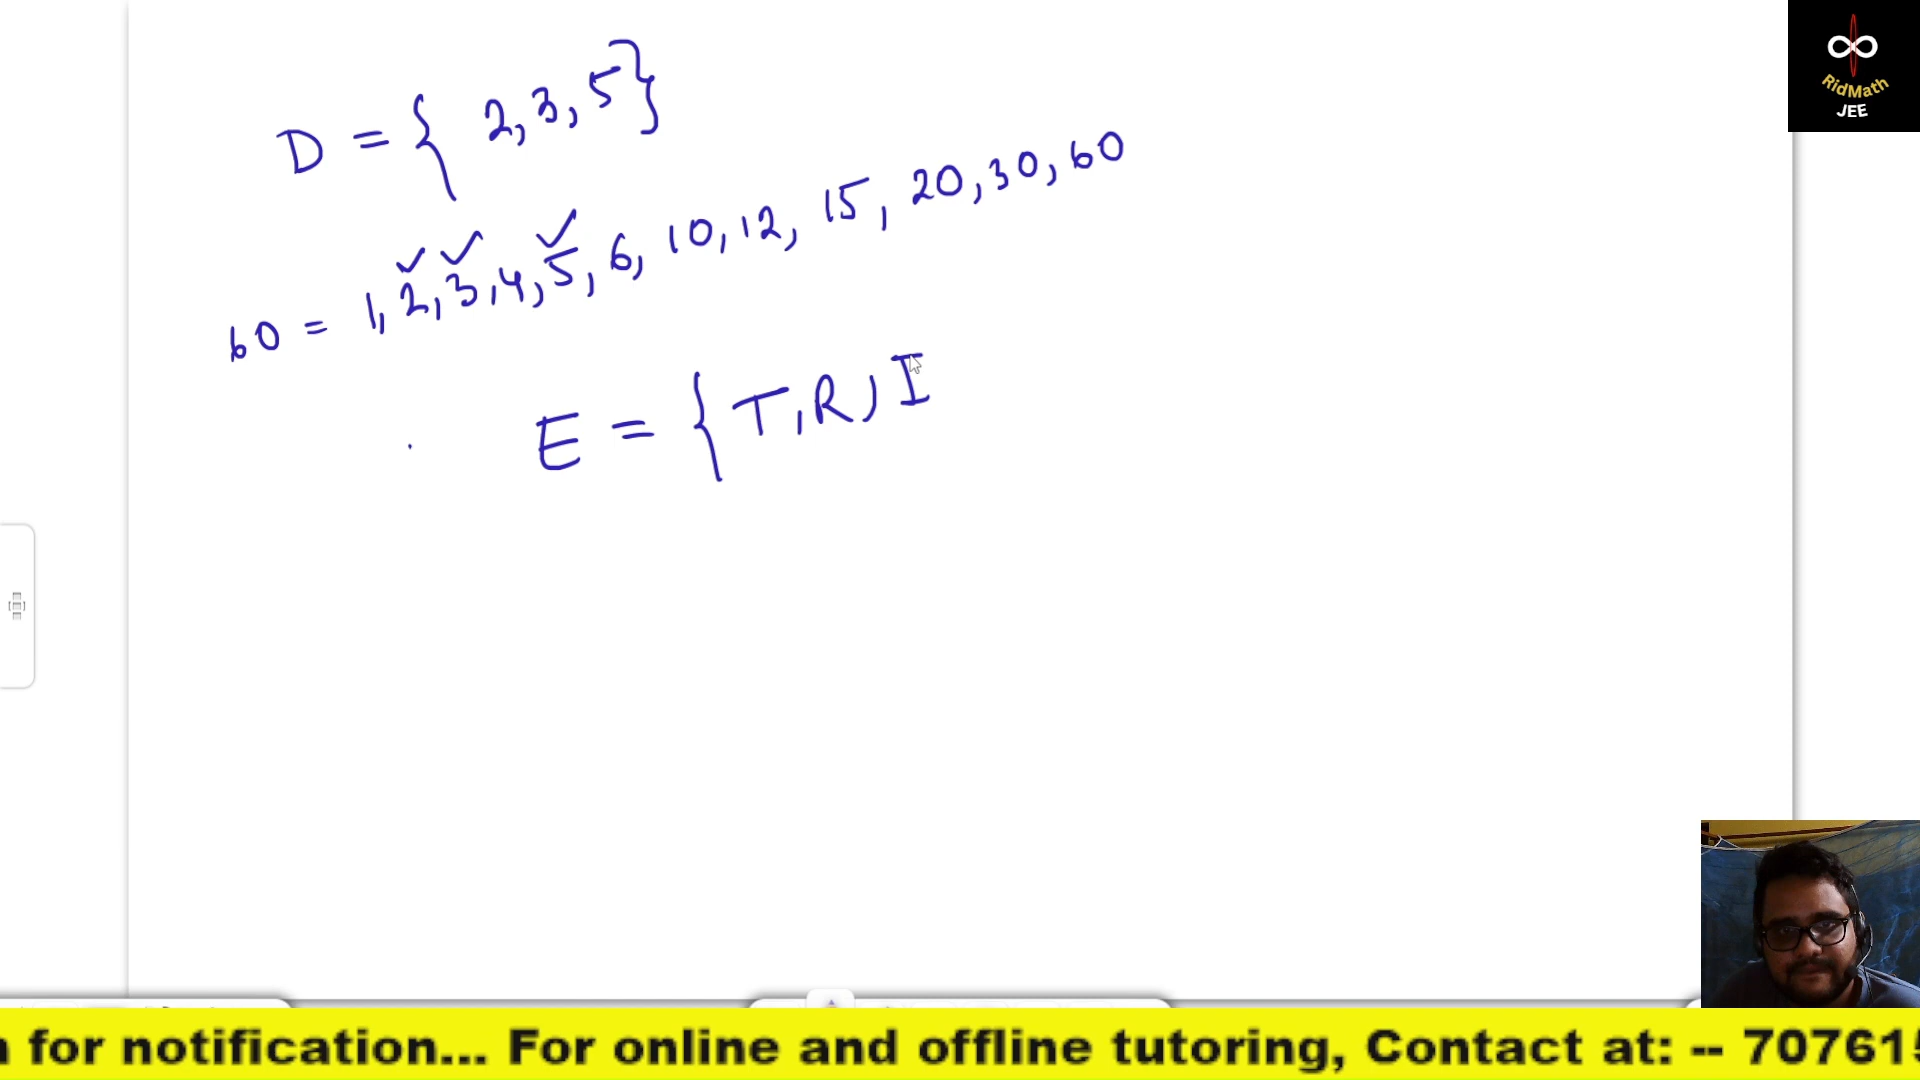 D = { 2, 3, 5 }
60 = 1, 2, 3, 4, 5, 6, 10, 12, 15, 20, 30, 60
E = { T, R, I
RidMath
JEE
for notification... For online and offline tutoring, Contact at: -- 70761